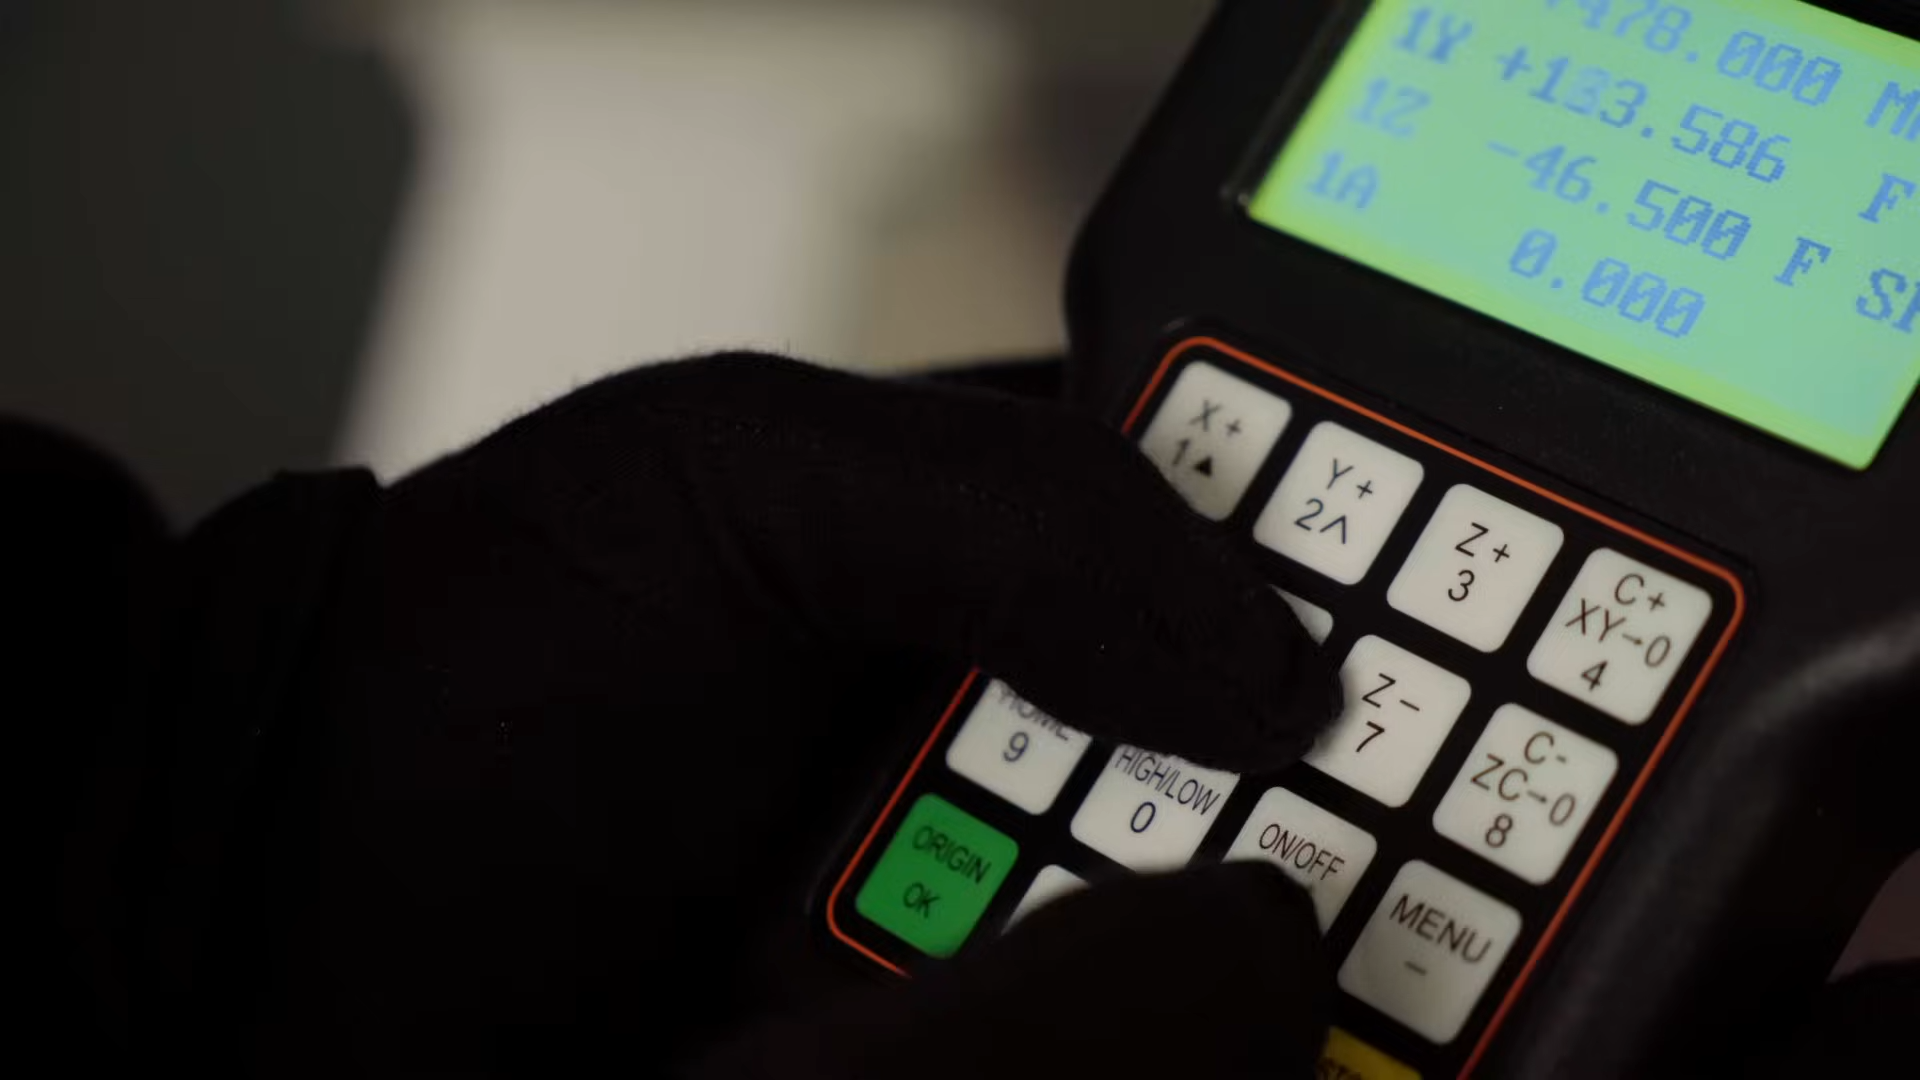 +478.000
1Y +133.586 F
1Z -46.500 F
1A 0.000
X+
1▲
Y+
2^
Z+
3
C+
XY→0
4
Z-
7
C-
ZC→0
8
HOME
9
HIGH/LOW
0
ON/OFF
MENU
-
ORIGIN
OK